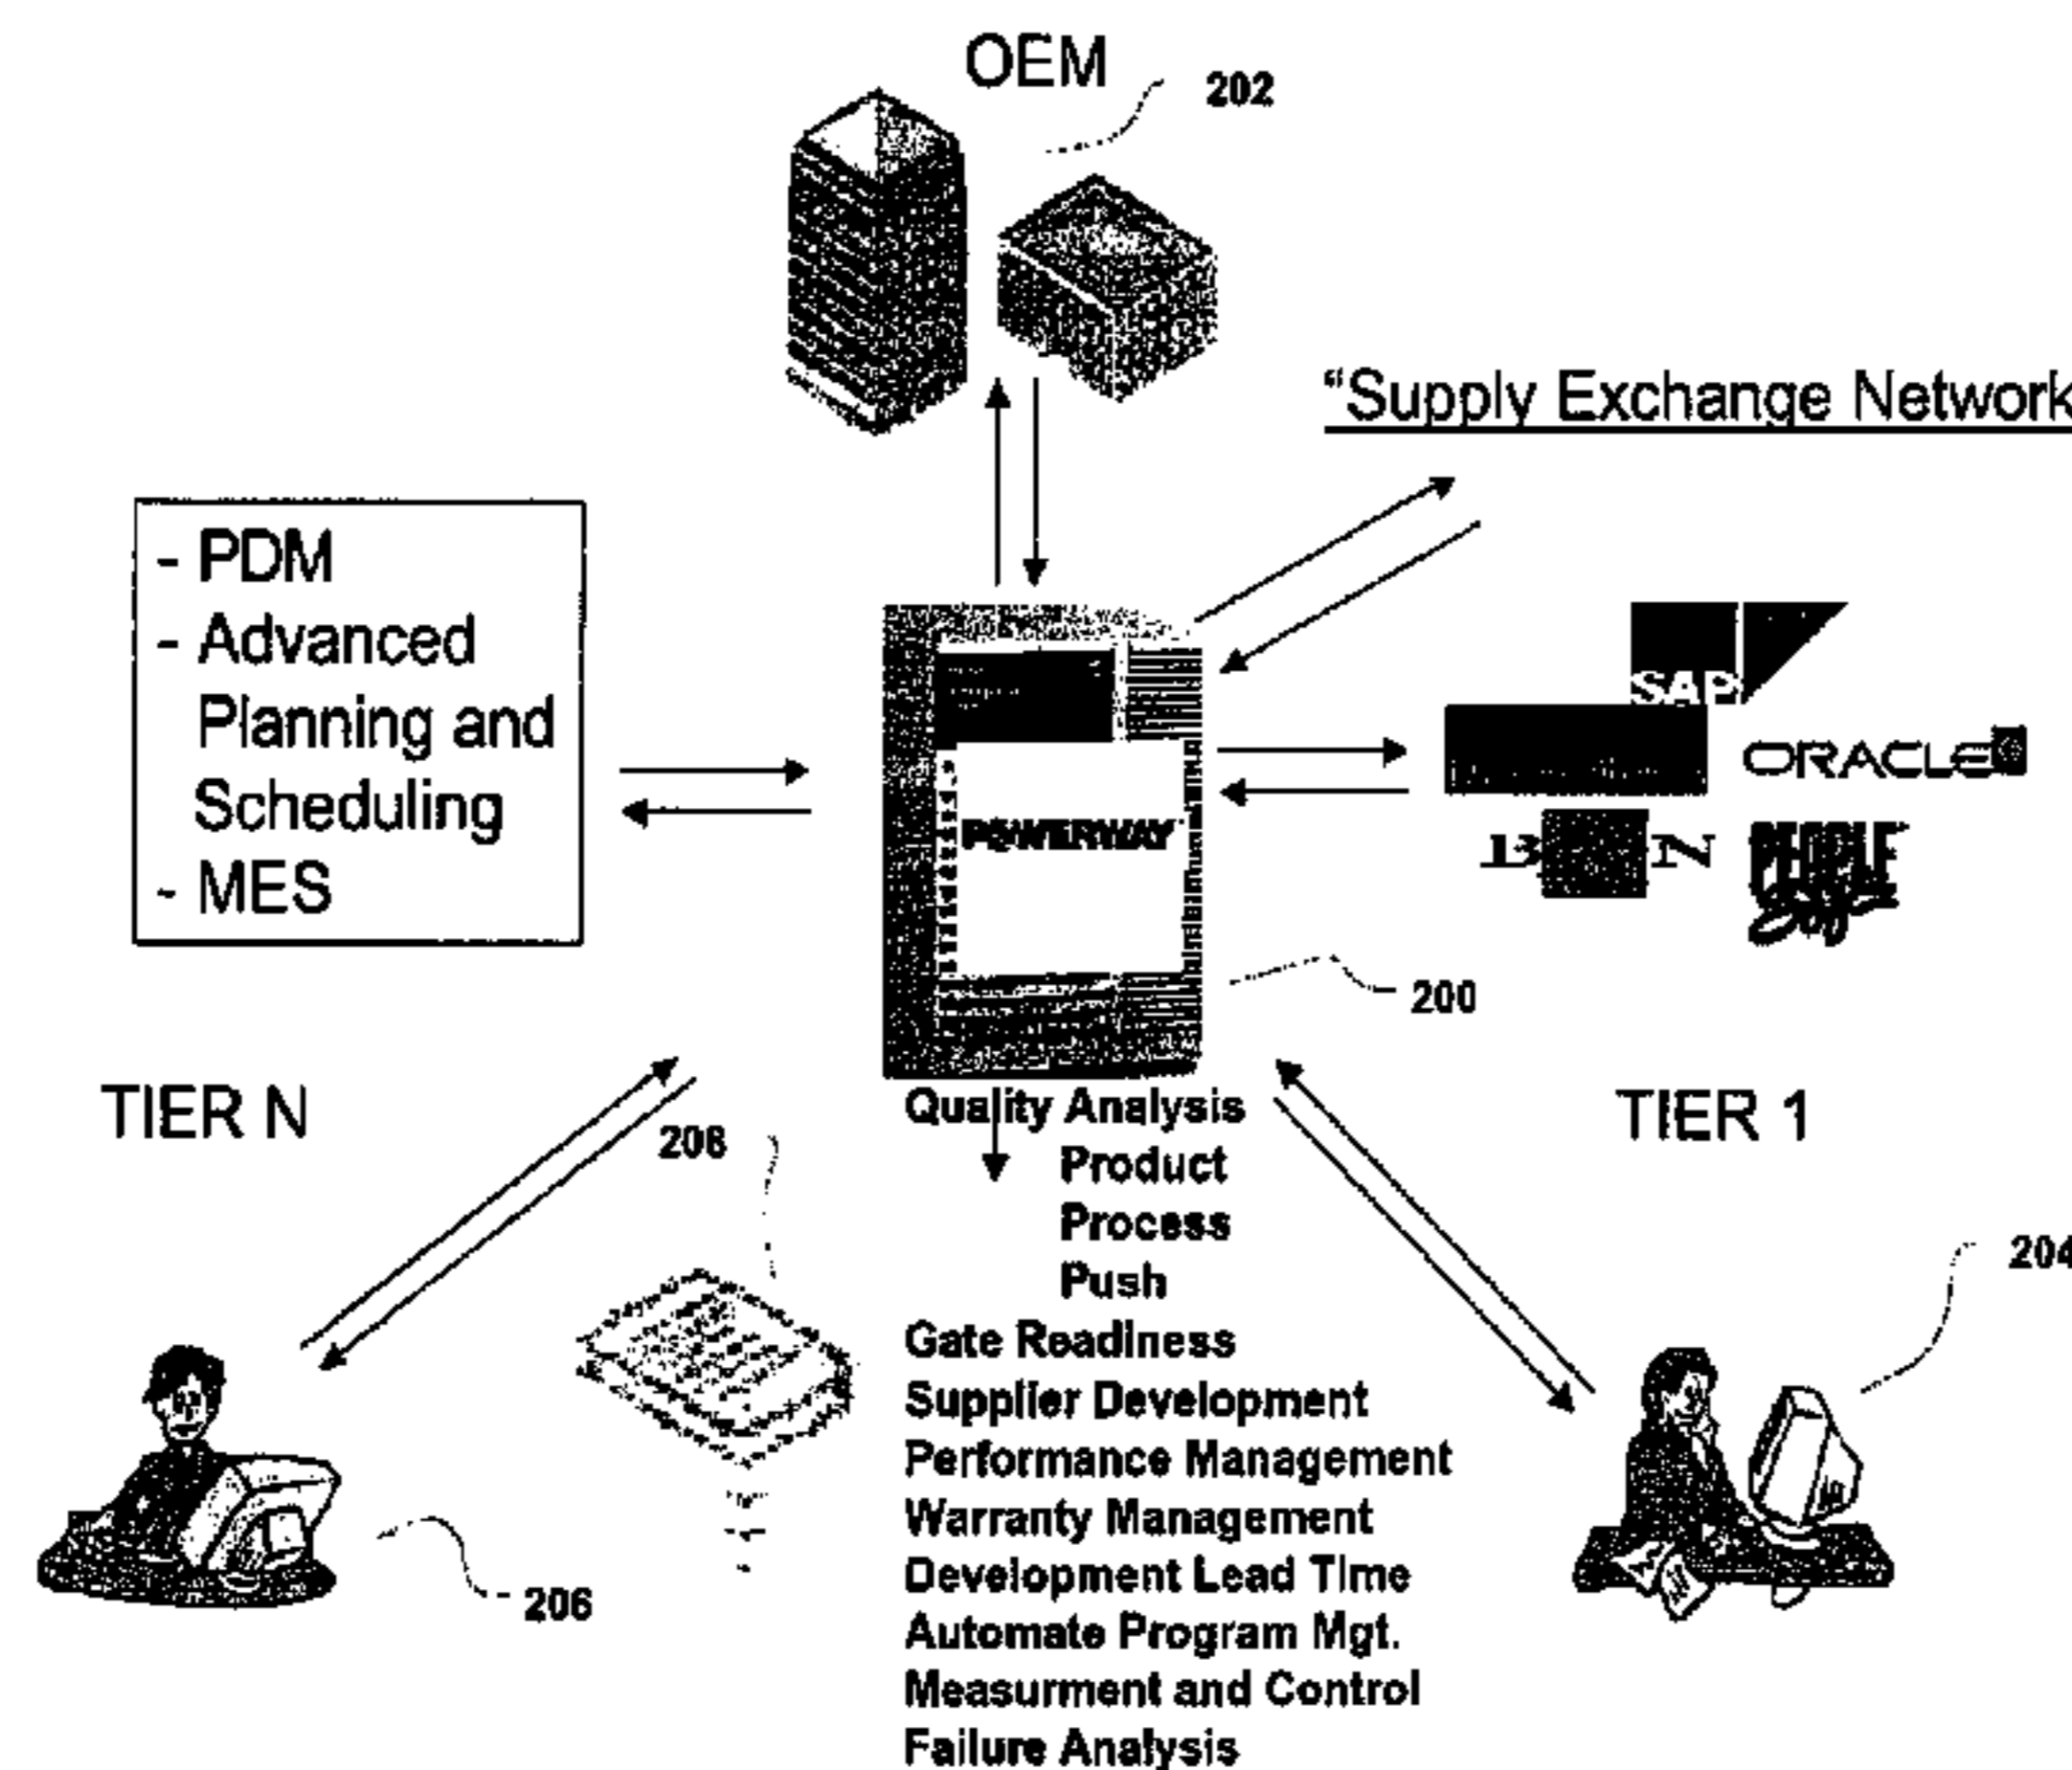 OEM
202
“Supply Exchange Network
- PDM
- Advanced
Planning and
Scheduling
- MES
SAP
ORACLE
POWERWAY
PEOPLE
200
TIER N
TIER 1
208
Quality Analysis
Product
Process
Push
204
Gate Readiness
Supplier Development
Performance Management
Warranty Management
Development Lead Time
206
Automate Program Mgt.
Measurment and Control
Failure Analysis